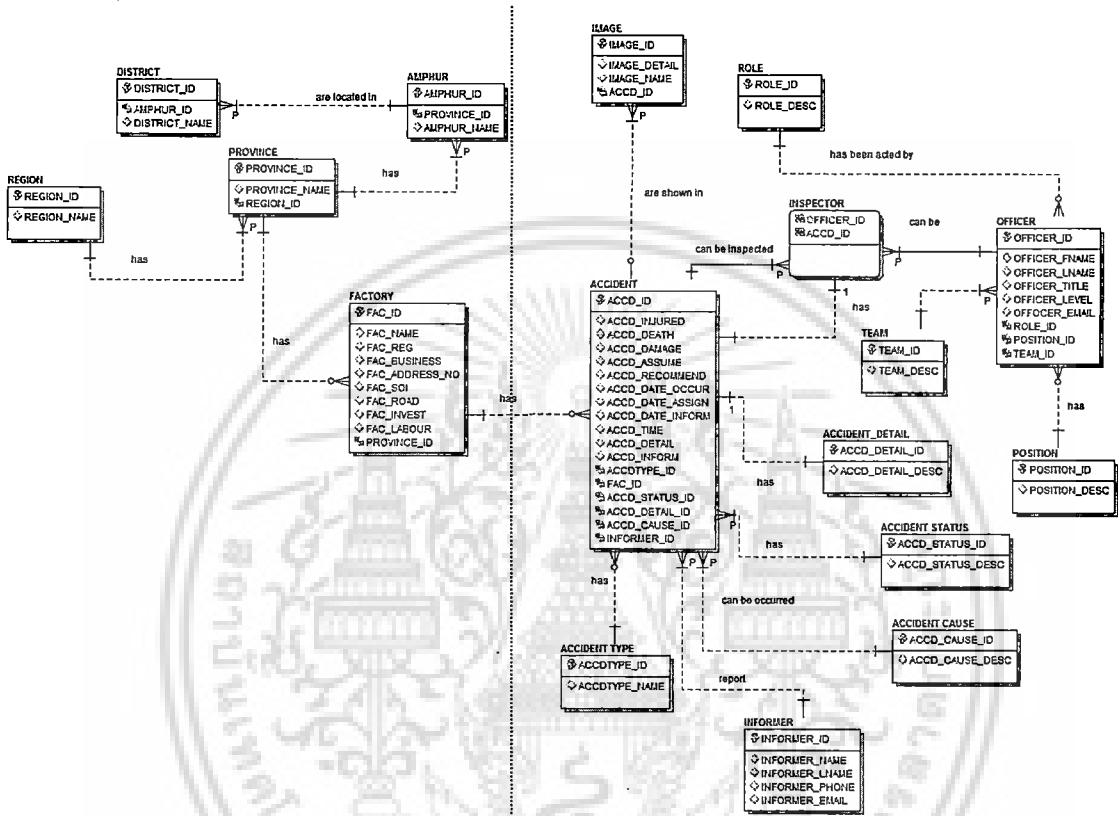 DISTRICT
DISTRICT_ID
AMPHUR_ID
DISTRICT_NAME
are located in
P
AMPHUR
AMPHUR_ID
PROVINCE_ID
AMPHUR_NAME
P
has
PROVINCE
PROVINCE_ID
PROVINCE_NAME
REGION_ID
P
REGION
REGION_ID
REGION_NAME
has
has
FACTORY
FAC_ID
FAC_NAME
FAC_REG
FAC_BUSINESS
FAC_ADDRESS_NO
FAC_SOI
FAC_ROAD
FAC_INVEST
FAC_LABOUR
PROVINCE_ID
has
IMAGE
IMAGE_ID
IMAGE_DETAIL
IMAGE_NAME
ACCD_ID
P
are shown in
ROLE
ROLE_ID
ROLE_DESC
has been acted by
INSPECTOR
OFFICER_ID
ACCD_ID
can be inspected
P
can be
P
1
has
OFFICER
OFFICER_ID
OFFICER_FNAME
OFFICER_LNAME
OFFICER_TITLE
OFFICER_LEVEL
OFFOCER_EMAIL
ROLE_ID
POSITION_ID
TEAM_ID
P
TEAM
TEAM_ID
TEAM_DESC
P
has
POSITION
POSITION_ID
POSITION_DESC
ACCIDENT
ACCD_ID
ACCD_INJURED
ACCD_DEATH
ACCD_DAMAGE
ACCD_ASSUME
ACCD_RECOMMEND
ACCD_DATE_OCCUR
ACCD_DATE_ASSIGN
ACCD_DATE_INFORM
ACCD_TIME
ACCD_DETAIL
ACCD_INFORM
ACCDTYPE_ID
FAC_ID
ACCD_STATUS_ID
ACCD_DETAIL_ID
ACCD_CAUSE_ID
INFORMER_ID
1
ACCIDENT_DETAIL
ACCD_DETAIL_ID
ACCD_DETAIL_DESC
has
P
has
ACCIDENT STATUS
ACCD_STATUS_ID
ACCD_STATUS_DESC
has
P
P
can be occurred
ACCIDENT CAUSE
ACCD_CAUSE_ID
ACCD_CAUSE_DESC
ACCIDENT TYPE
ACCDTYPE_ID
ACCDTYPE_NAME
report
INFORMER
INFORMER_ID
INFORMER_NAME
INFORMER_LNAME
INFORMER_PHONE
INFORMER_EMAIL